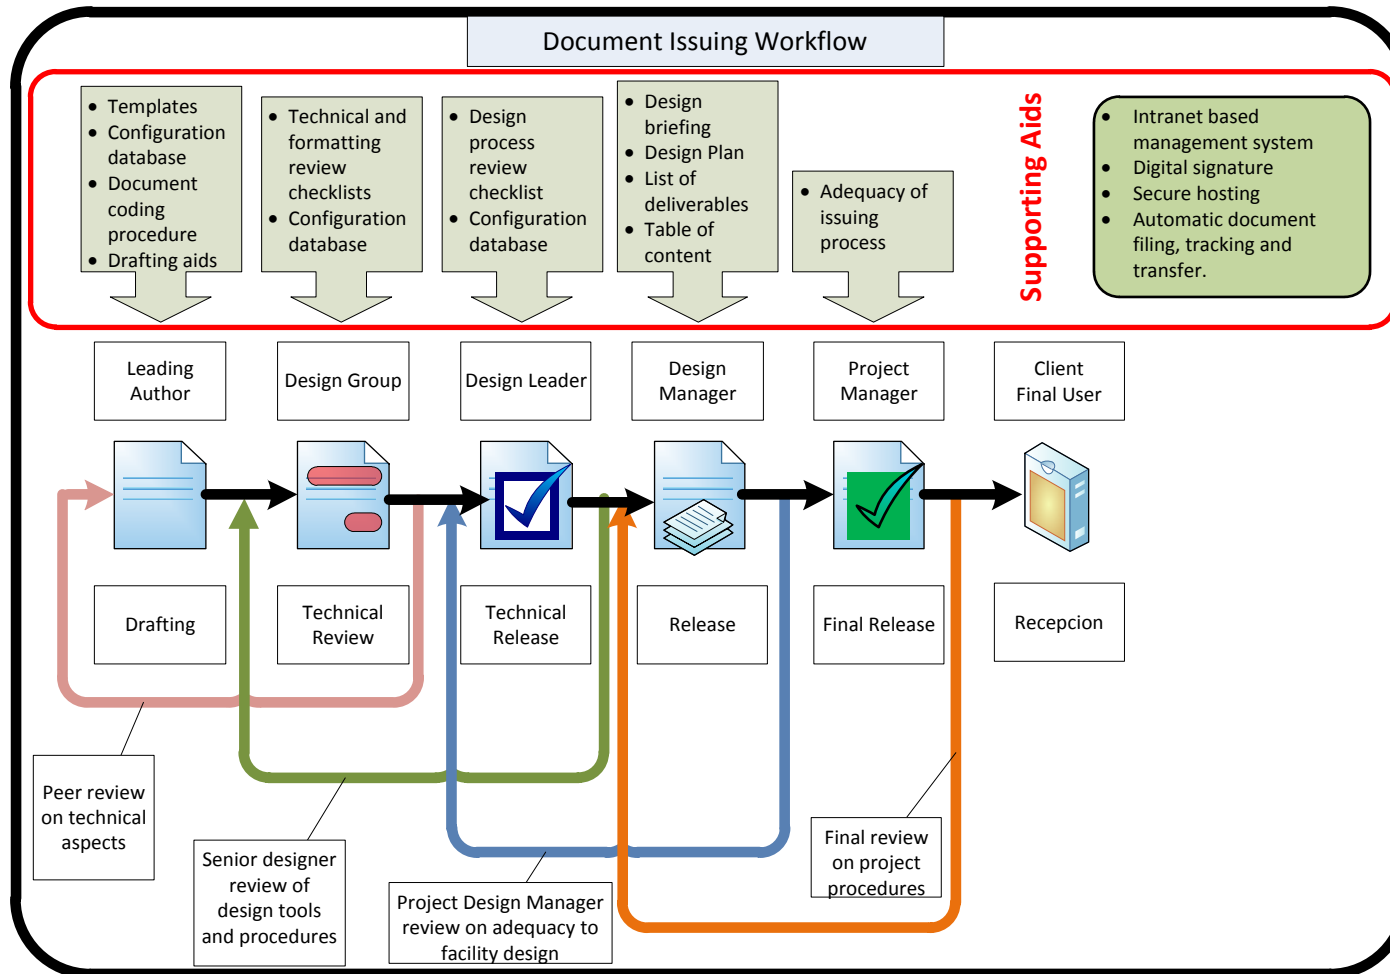 Document Issuing Workflow
• Templates
• Configuration
database
• Document
coding
procedure
• Drafting aids
• Technical and
formatting
review
checklists
• Configuration
database
• Design
process
review
checklist
• Configuration
database
• Design
briefing
• Design Plan
• List of
deliverables
• Table of
content
• Adequacy of
issuing
process
Supporting Aids
• Intranet based
management system
• Digital signature
• Secure hosting
• Automatic document
filing, tracking and
transfer.
Leading
Author
Design Group
Design Leader
Design
Manager
Project
Manager
Client
Final User
Drafting
Technical
Review
Technical
Release
Release
Final Release
Recepcion
Peer review
on technical
aspects
Senior designer
review of
design tools
and procedures
Project Design Manager
review on adequacy to
facility design
Final review
on project
procedures